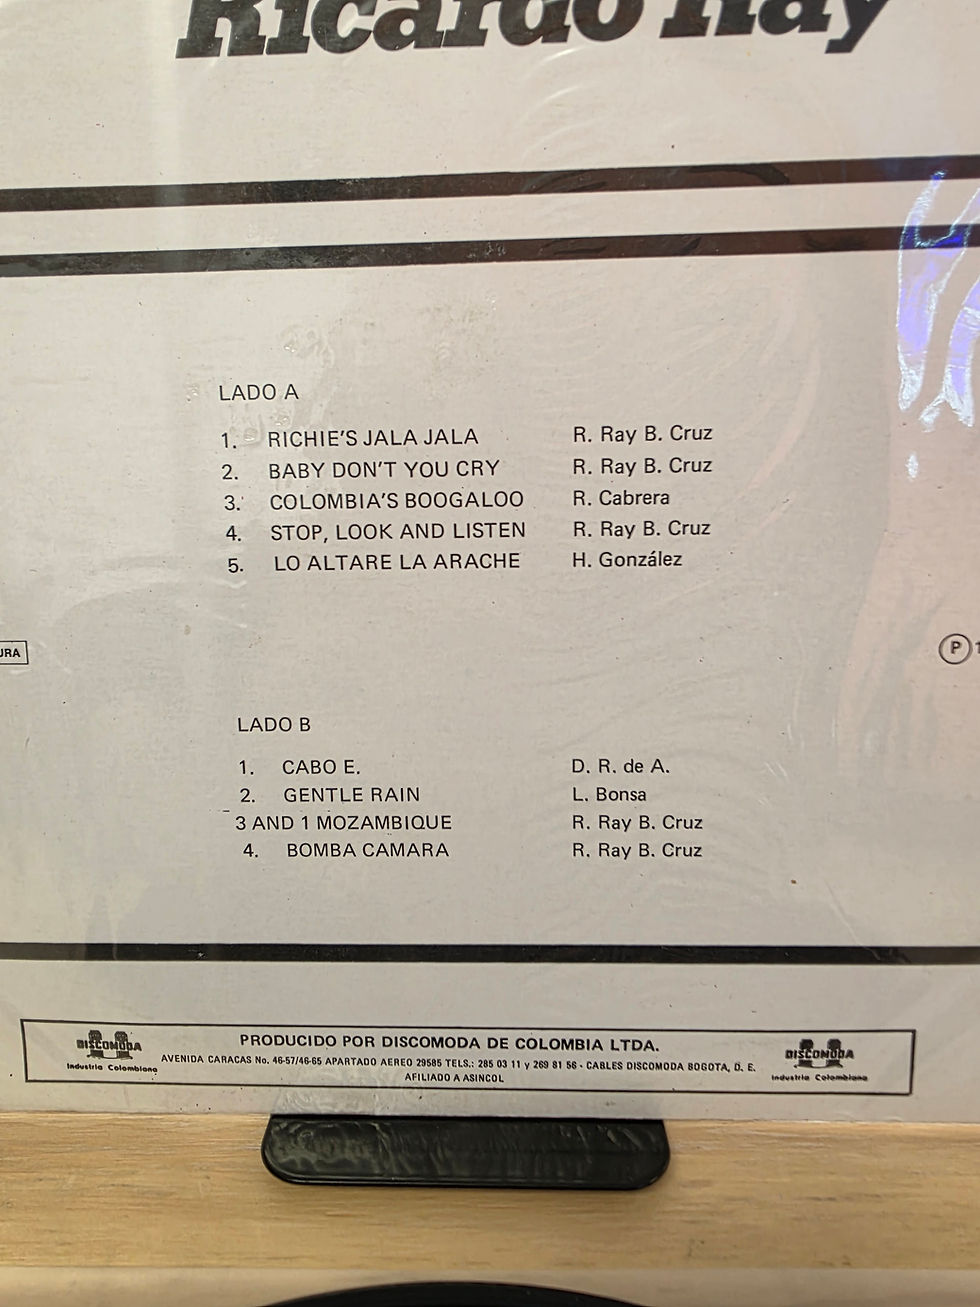 Ricardo Ray
LADO A
1. RICHIE'S JALA JALA R. Ray B. Cruz
2. BABY DON'T YOU CRY R. Ray B. Cruz
3. COLOMBIA'S BOOGALOO R. Cabrera
4. STOP, LOOK AND LISTEN R. Ray B. Cruz
5. LO ALTARE LA ARACHE H. González
URA
P 1
LADO B
1. CABO E. D. R. de A.
2. GENTLE RAIN L. Bonsa
3 AND 1 MOZAMBIQUE R. Ray B. Cruz
4. BOMBA CAMARA R. Ray B. Cruz
DISCOMODA
Industria Colombiana
PRODUCIDO POR DISCOMODA DE COLOMBIA LTDA.
AVENIDA CARACAS No. 46-57/46-65 APARTADO AEREO 29585 TELS.: 285 03 11 y 269 81 56 - CABLES DISCOMODA BOGOTA, D. E.
AFILIADO A ASINCOL
DISCOMODA
Industria Colombiana